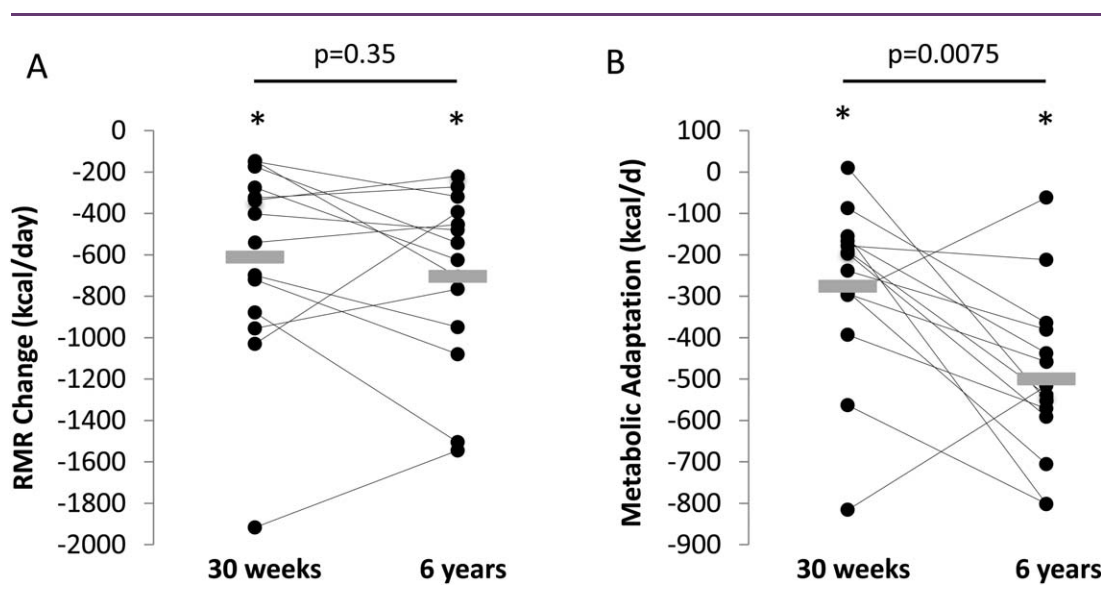 A
p=0.35
*
*
RMR Change (kcal/day)
0
-200
-400
-600
-800
-1000
-1200
-1400
-1600
-1800
-2000
30 weeks
6 years
B
p=0.0075
*
*
Metabolic Adaptation (kcal/d)
100
0
-100
-200
-300
-400
-500
-600
-700
-800
-900
30 weeks
6 years